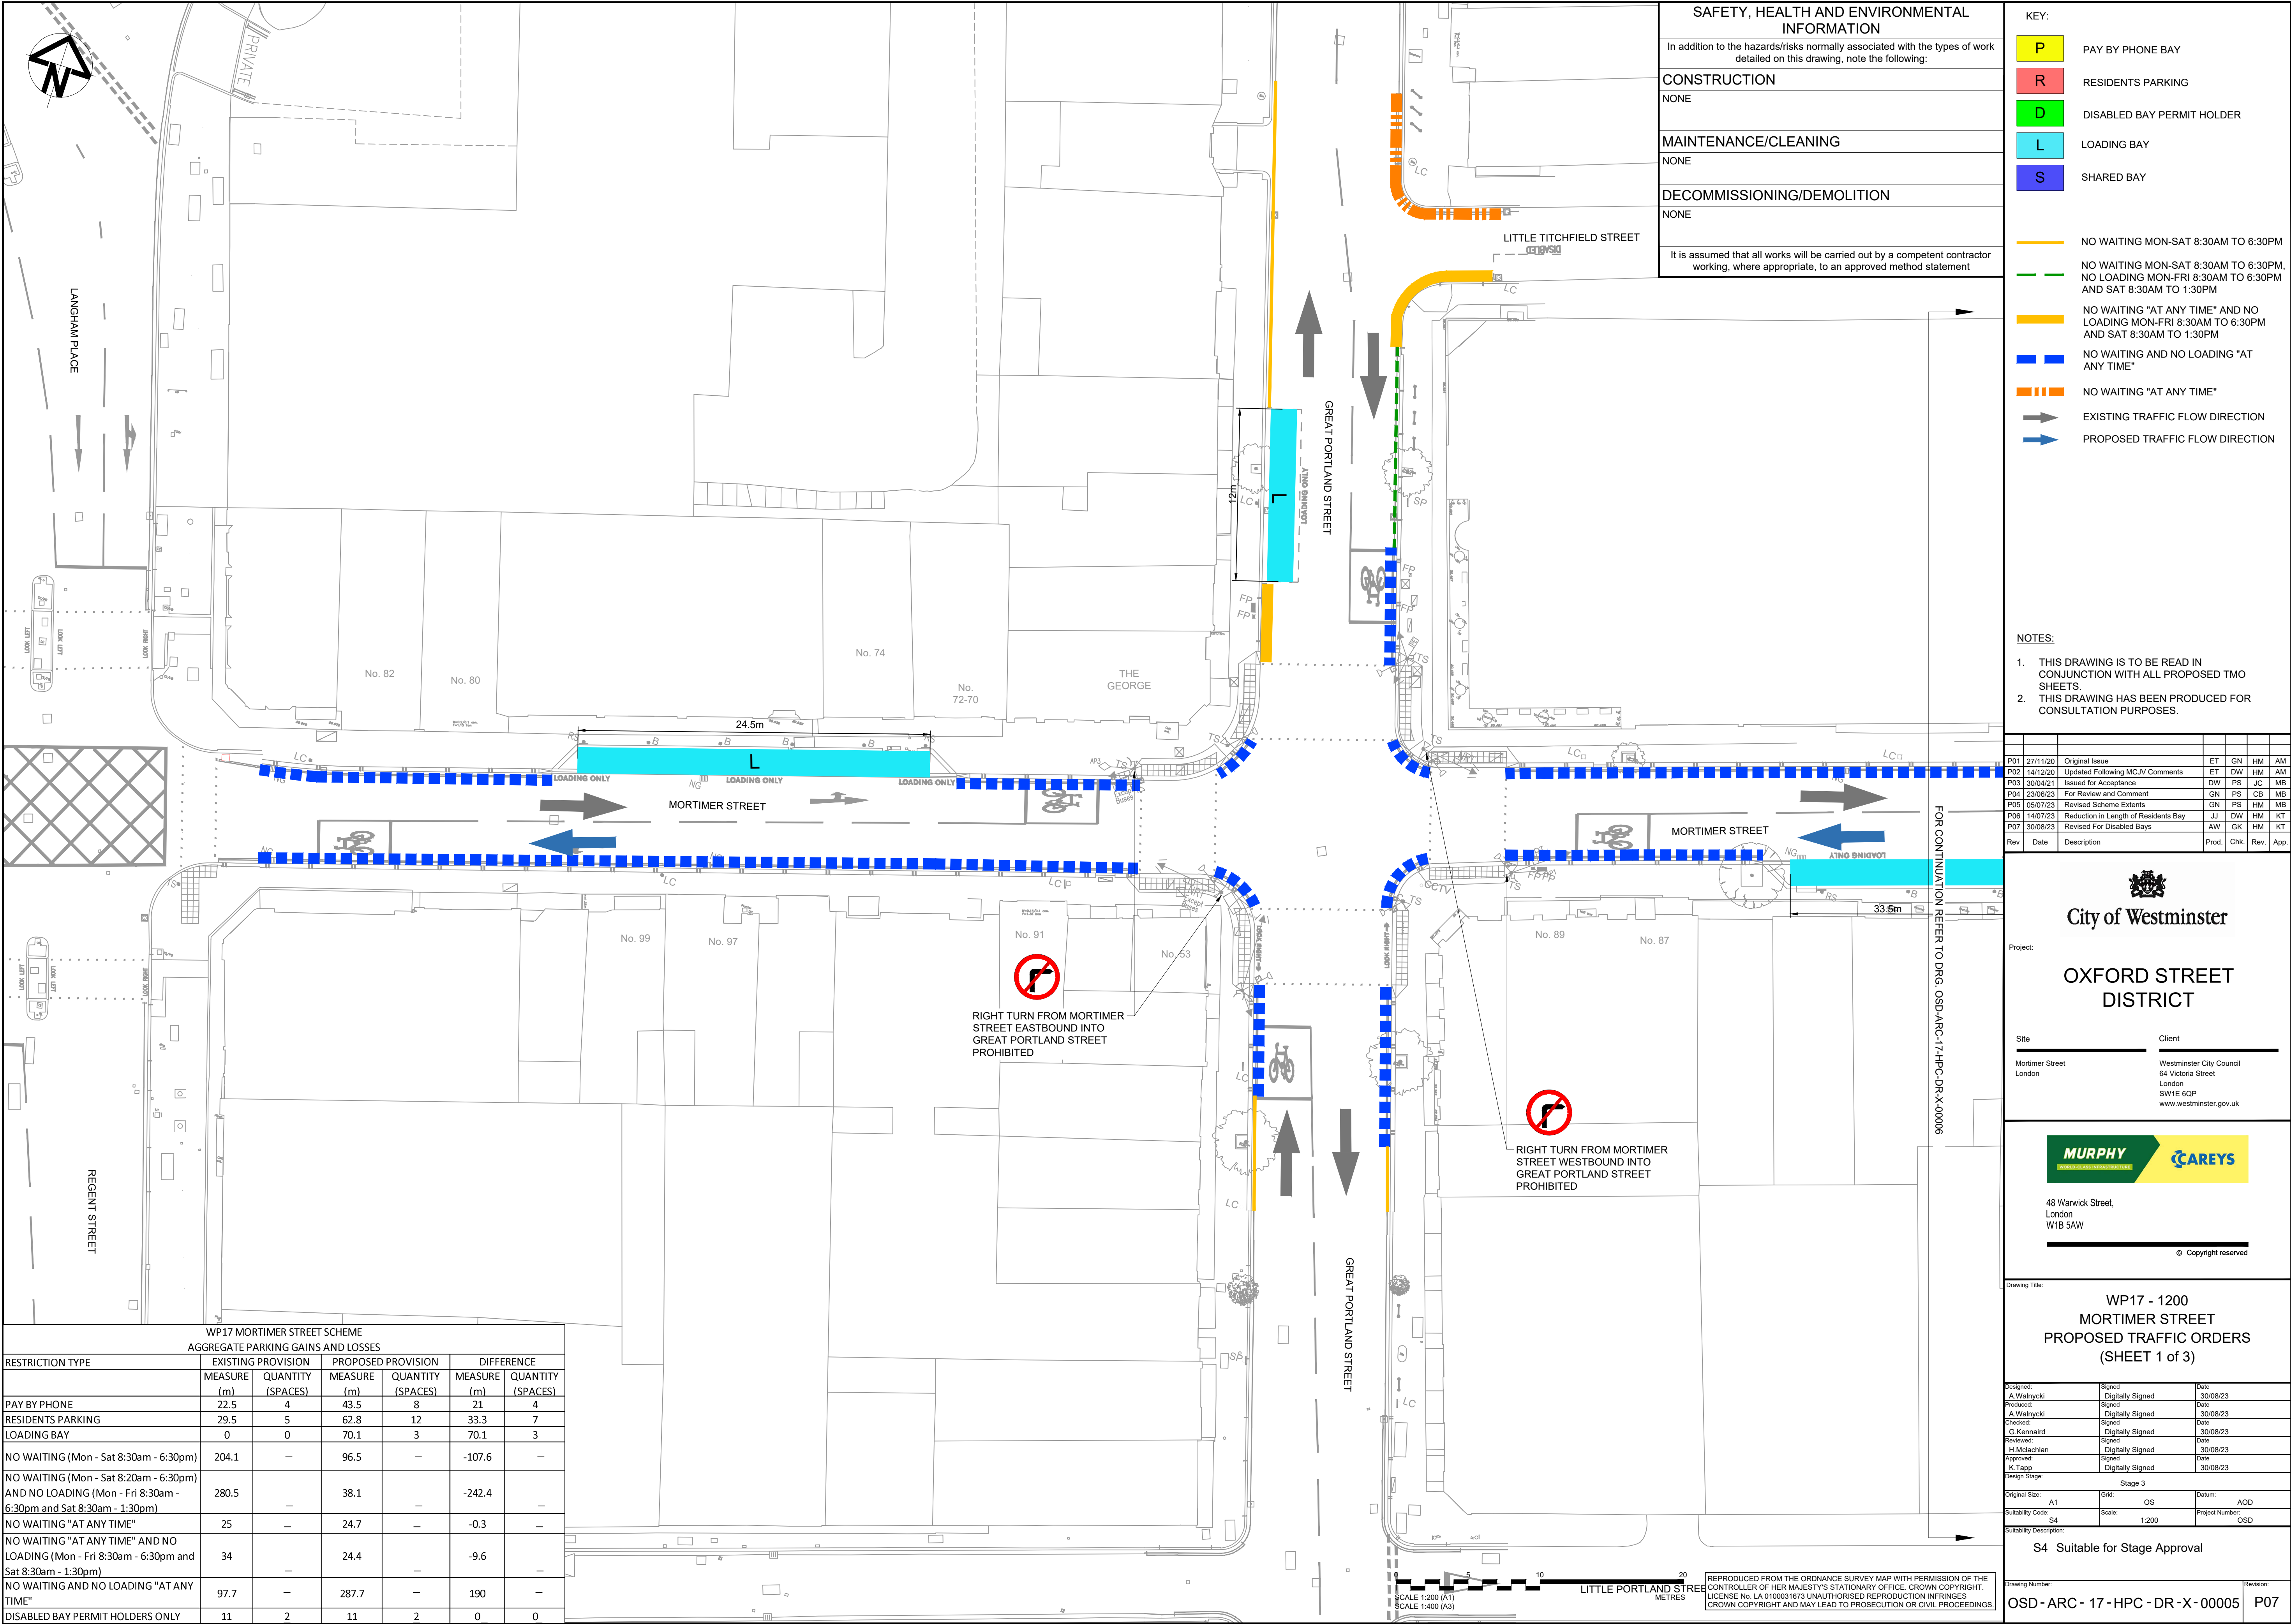 N
PRIVATE
LANGHAM PLACE
REGENT STREET
LOOK LEFT
LOOK LEFT
LOOK RIGHT
LOOK LEFT
LOOK LEFT
LOOK RIGHT
No. 82
No. 80
No. 74
No.
72-70
THE
GEORGE
24.5m
L
LOADING ONLY
LOADING ONLY
LOADING ONLY
MORTIMER STREET
12m
L
LOADING ONLY
GREAT PORTLAND STREET
LITTLE TITCHFIELD STREET
DISABLED
MORTIMER STREET
LOADING ONLY
33.5m
No. 99
No. 97
No. 91
No. 53
No. 89
No. 87
LOOK RIGHT
LOOK RIGHT
RIGHT TURN FROM MORTIMER
STREET EASTBOUND INTO
GREAT PORTLAND STREET
PROHIBITED
RIGHT TURN FROM MORTIMER
STREET WESTBOUND INTO
GREAT PORTLAND STREET
PROHIBITED
GREAT PORTLAND STREET
FOR CONTINUATION REFER TO DRG. OSD-ARC-17-HPC-DR-X-00006
SAFETY, HEALTH AND ENVIRONMENTAL
INFORMATION
In addition to the hazards/risks normally associated with the types of work
detailed on this drawing, note the following:
CONSTRUCTION
NONE
MAINTENANCE/CLEANING
NONE
DECOMMISSIONING/DEMOLITION
NONE
It is assumed that all works will be carried out by a competent contractor
working, where appropriate, to an approved method statement
KEY:
P PAY BY PHONE BAY
R RESIDENTS PARKING
D DISABLED BAY PERMIT HOLDER
L LOADING BAY
S SHARED BAY
NO WAITING MON-SAT 8:30AM TO 6:30PM
NO WAITING MON-SAT 8:30AM TO 6:30PM,
NO LOADING MON-FRI 8:30AM TO 6:30PM
AND SAT 8:30AM TO 1:30PM
NO WAITING "AT ANY TIME" AND NO
LOADING MON-FRI 8:30AM TO 6:30PM
AND SAT 8:30AM TO 1:30PM
NO WAITING AND NO LOADING "AT
ANY TIME"
NO WAITING "AT ANY TIME"
EXISTING TRAFFIC FLOW DIRECTION
PROPOSED TRAFFIC FLOW DIRECTION
NOTES:
1. THIS DRAWING IS TO BE READ IN
CONJUNCTION WITH ALL PROPOSED TMO
SHEETS.
2. THIS DRAWING HAS BEEN PRODUCED FOR
CONSULTATION PURPOSES.
P01 27/11/20 Original Issue ET GN HM AM
P02 14/12/20 Updated Following MCJV Comments ET DW HM AM
P03 30/04/21 Issued for Acceptance DW PS JC MB
P04 23/06/23 For Review and Comment GN PS CB MB
P05 05/07/23 Revised Scheme Extents GN PS HM MB
P06 14/07/23 Reduction in Length of Residents Bay JJ DW HM KT
P07 30/08/23 Revised For Disabled Bays AW GK HM KT
Rev Date Description Prod. Chk. Rev. App.
City of Westminster
Project:
OXFORD STREET
DISTRICT
Site Client
Mortimer Street Westminster City Council
London 64 Victoria Street
London
SW1E 6QP
www.westminster.gov.uk
MURPHY CAREYS
WORLD-CLASS INFRASTRUCTURE
48 Warwick Street,
London
W1B 5AW
© Copyright reserved
Drawing Title:
WP17 - 1200
MORTIMER STREET
PROPOSED TRAFFIC ORDERS
(SHEET 1 of 3)
Designed: Signed Date
A.Walnycki Digitally Signed 30/08/23
Produced: Signed Date
A.Walnycki Digitally Signed 30/08/23
Checked: Signed Date
G.Kennaird Digitally Signed 30/08/23
Reviewed: Signed Date
H.Mclachlan Digitally Signed 30/08/23
Approved: Signed Date
K.Tapp Digitally Signed 30/08/23
Design Stage:
Stage 3
Original Size: Grid: Datum:
A1 OS AOD
Suitability Code: Scale: Project Number:
S4 1:200 OSD
Suitability Description:
S4 Suitable for Stage Approval
Drawing Number: Revision:
OSD - ARC - 17 - HPC - DR - X - 00005 P07
WP17 MORTIMER STREET SCHEME
AGGREGATE PARKING GAINS AND LOSSES
RESTRICTION TYPE EXISTING PROVISION PROPOSED PROVISION DIFFERENCE
MEASURE QUANTITY MEASURE QUANTITY MEASURE QUANTITY
(m) (SPACES) (m) (SPACES) (m) (SPACES)
PAY BY PHONE 22.5 4 43.5 8 21 4
RESIDENTS PARKING 29.5 5 62.8 12 33.3 7
LOADING BAY 0 0 70.1 3 70.1 3
NO WAITING (Mon - Sat 8:30am - 6:30pm) 204.1 — 96.5 — -107.6 —
NO WAITING (Mon - Sat 8:20am - 6:30pm)
AND NO LOADING (Mon - Fri 8:30am - 280.5 — 38.1 — -242.4 —
6:30pm and Sat 8:30am - 1:30pm)
NO WAITING "AT ANY TIME" 25 — 24.7 — -0.3 —
NO WAITING "AT ANY TIME" AND NO
LOADING (Mon - Fri 8:30am - 6:30pm and 34 — 24.4 — -9.6 —
Sat 8:30am - 1:30pm)
NO WAITING AND NO LOADING "AT ANY 97.7 — 287.7 — 190 —
TIME"
DISABLED BAY PERMIT HOLDERS ONLY 11 2 11 2 0 0
0 5 10 20
METRES
SCALE 1:200 (A1)
SCALE 1:400 (A3)
LITTLE PORTLAND STREE
REPRODUCED FROM THE ORDNANCE SURVEY MAP WITH PERMISSION OF THE
CONTROLLER OF HER MAJESTY'S STATIONARY OFFICE. CROWN COPYRIGHT.
LICENSE No. LA 0100031673 UNAUTHORISED REPRODUCTION INFRINGES
CROWN COPYRIGHT AND MAY LEAD TO PROSECUTION OR CIVIL PROCEEDINGS.